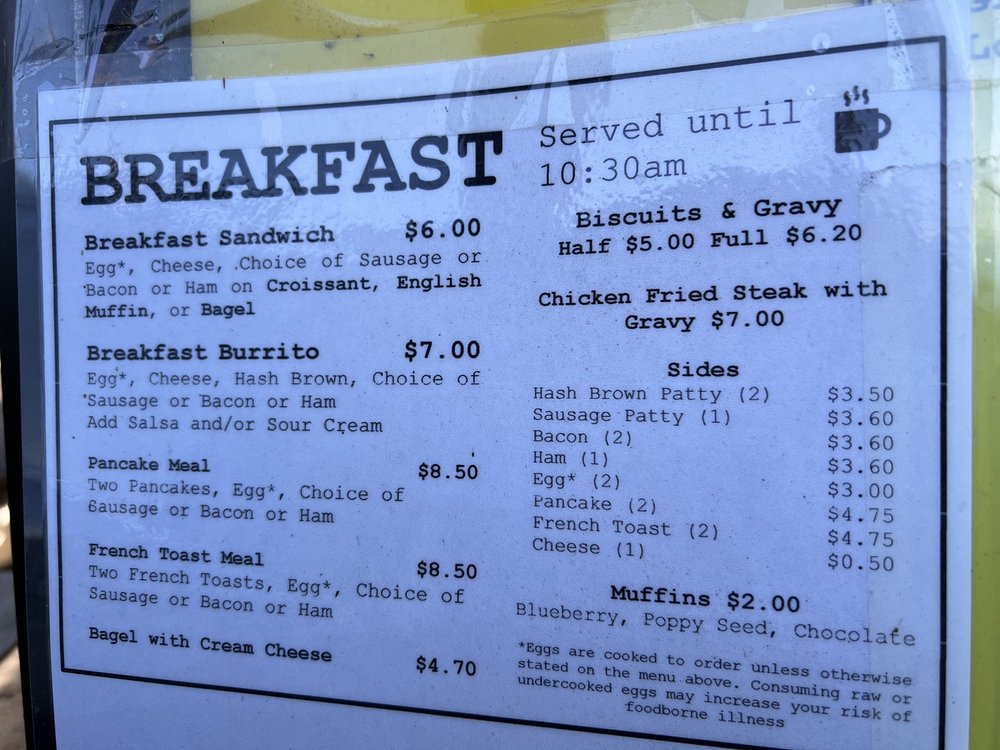 BREAKFAST
Served until
10:30am
Breakfast Sandwich $6.00
Egg*, Cheese, Choice of Sausage or
Bacon or Ham on Croissant, English
Muffin, or Bagel
Breakfast Burrito $7.00
Egg*, Cheese, Hash Brown, Choice of
Sausage or Bacon or Ham
Add Salsa and/or Sour Cream
Pancake Meal $8.50
Two Pancakes, Egg*, Choice of
Sausage or Bacon or Ham
French Toast Meal $8.50
Two French Toasts, Egg*, Choice of
Sausage or Bacon or Ham
Bagel with Cream Cheese $4.70
Biscuits & Gravy
Half $5.00 Full $6.20
Chicken Fried Steak with
Gravy $7.00
Sides
Hash Brown Patty (2) $3.50
Sausage Patty (1) $3.60
Bacon (2) $3.60
Ham (1) $3.60
Egg* (2) $3.00
Pancake (2) $4.75
French Toast (2) $4.75
Cheese (1) $0.50
Muffins $2.00
Blueberry, Poppy Seed, Chocolate
*Eggs are cooked to order unless otherwise
stated on the menu above. Consuming raw or
undercooked eggs may increase your risk of
foodborne illness